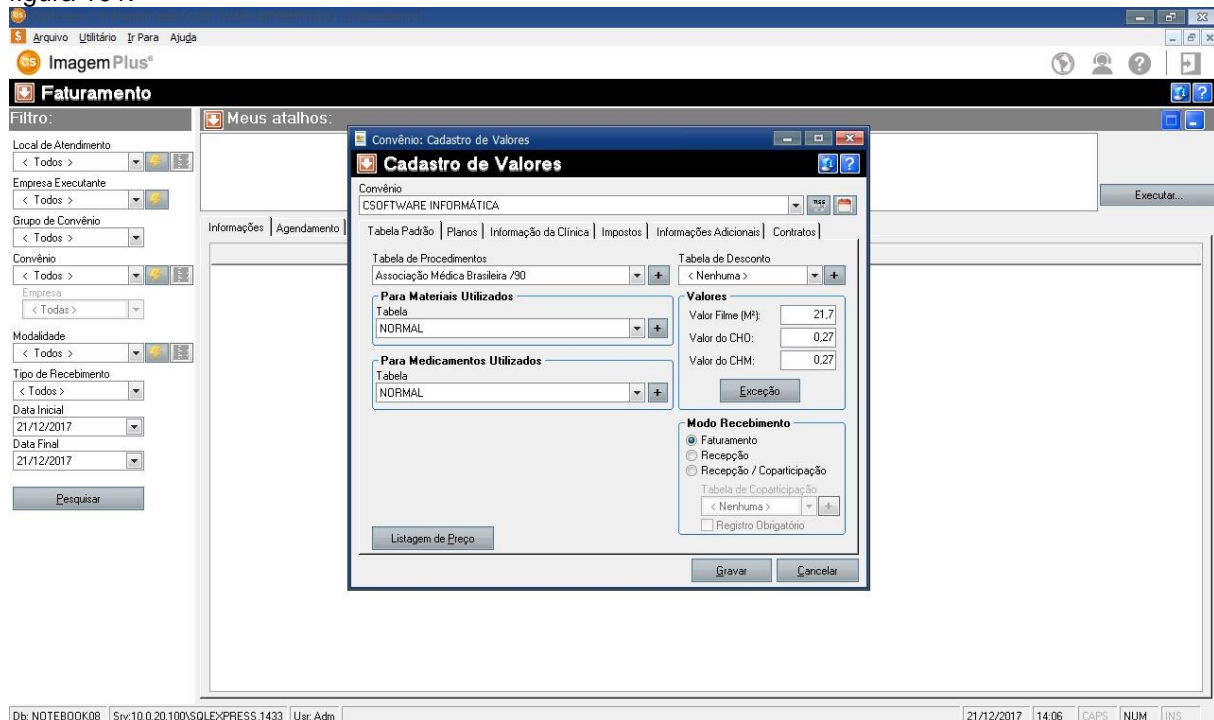 Arquivo Utilitário Ir Para Ajuda
ImagemPlus®
Faturamento
Filtro:
Meus atalhos:
Local de Atendimento
< Todos >
Empresa Executante
< Todos >
Grupo de Convênio
< Todos >
Convênio
< Todos >
Empresa
< Todas >
Modalidade
< Todos >
Tipo de Recebimento
< Todos >
Data Inicial
21/12/2017
Data Final
21/12/2017
Pesquisar
Executar...
Informações Agendamento
Convênio: Cadastro de Valores
Cadastro de Valores
Convênio
CSOFTWARE INFORMÁTICA
Tabela Padrão Planos Informação da Clínica Impostos Informações Adicionais Contratos
Tabela de Procedimentos
Associação Médica Brasileira /90
Tabela de Desconto
< Nenhuma >
Para Materiais Utilizados
Tabela
NORMAL
Para Medicamentos Utilizados
Tabela
NORMAL
Valores
Valor Filme (M²): 21,7
Valor do CHO: 0,27
Valor do CHM: 0,27
Exceção
Modo Recebimento
Faturamento
Recepção
Recepção / Coparticipação
Tabela de Coparticipação
< Nenhuma >
Registro Obrigatório
Listagem de Preço
Gravar Cancelar
Db: NOTEBOOK08 Srv:10.0.20.100\SQLEXPRESS,1433 Usr: Adm 21/12/2017 14:06 CAPS NUM INS